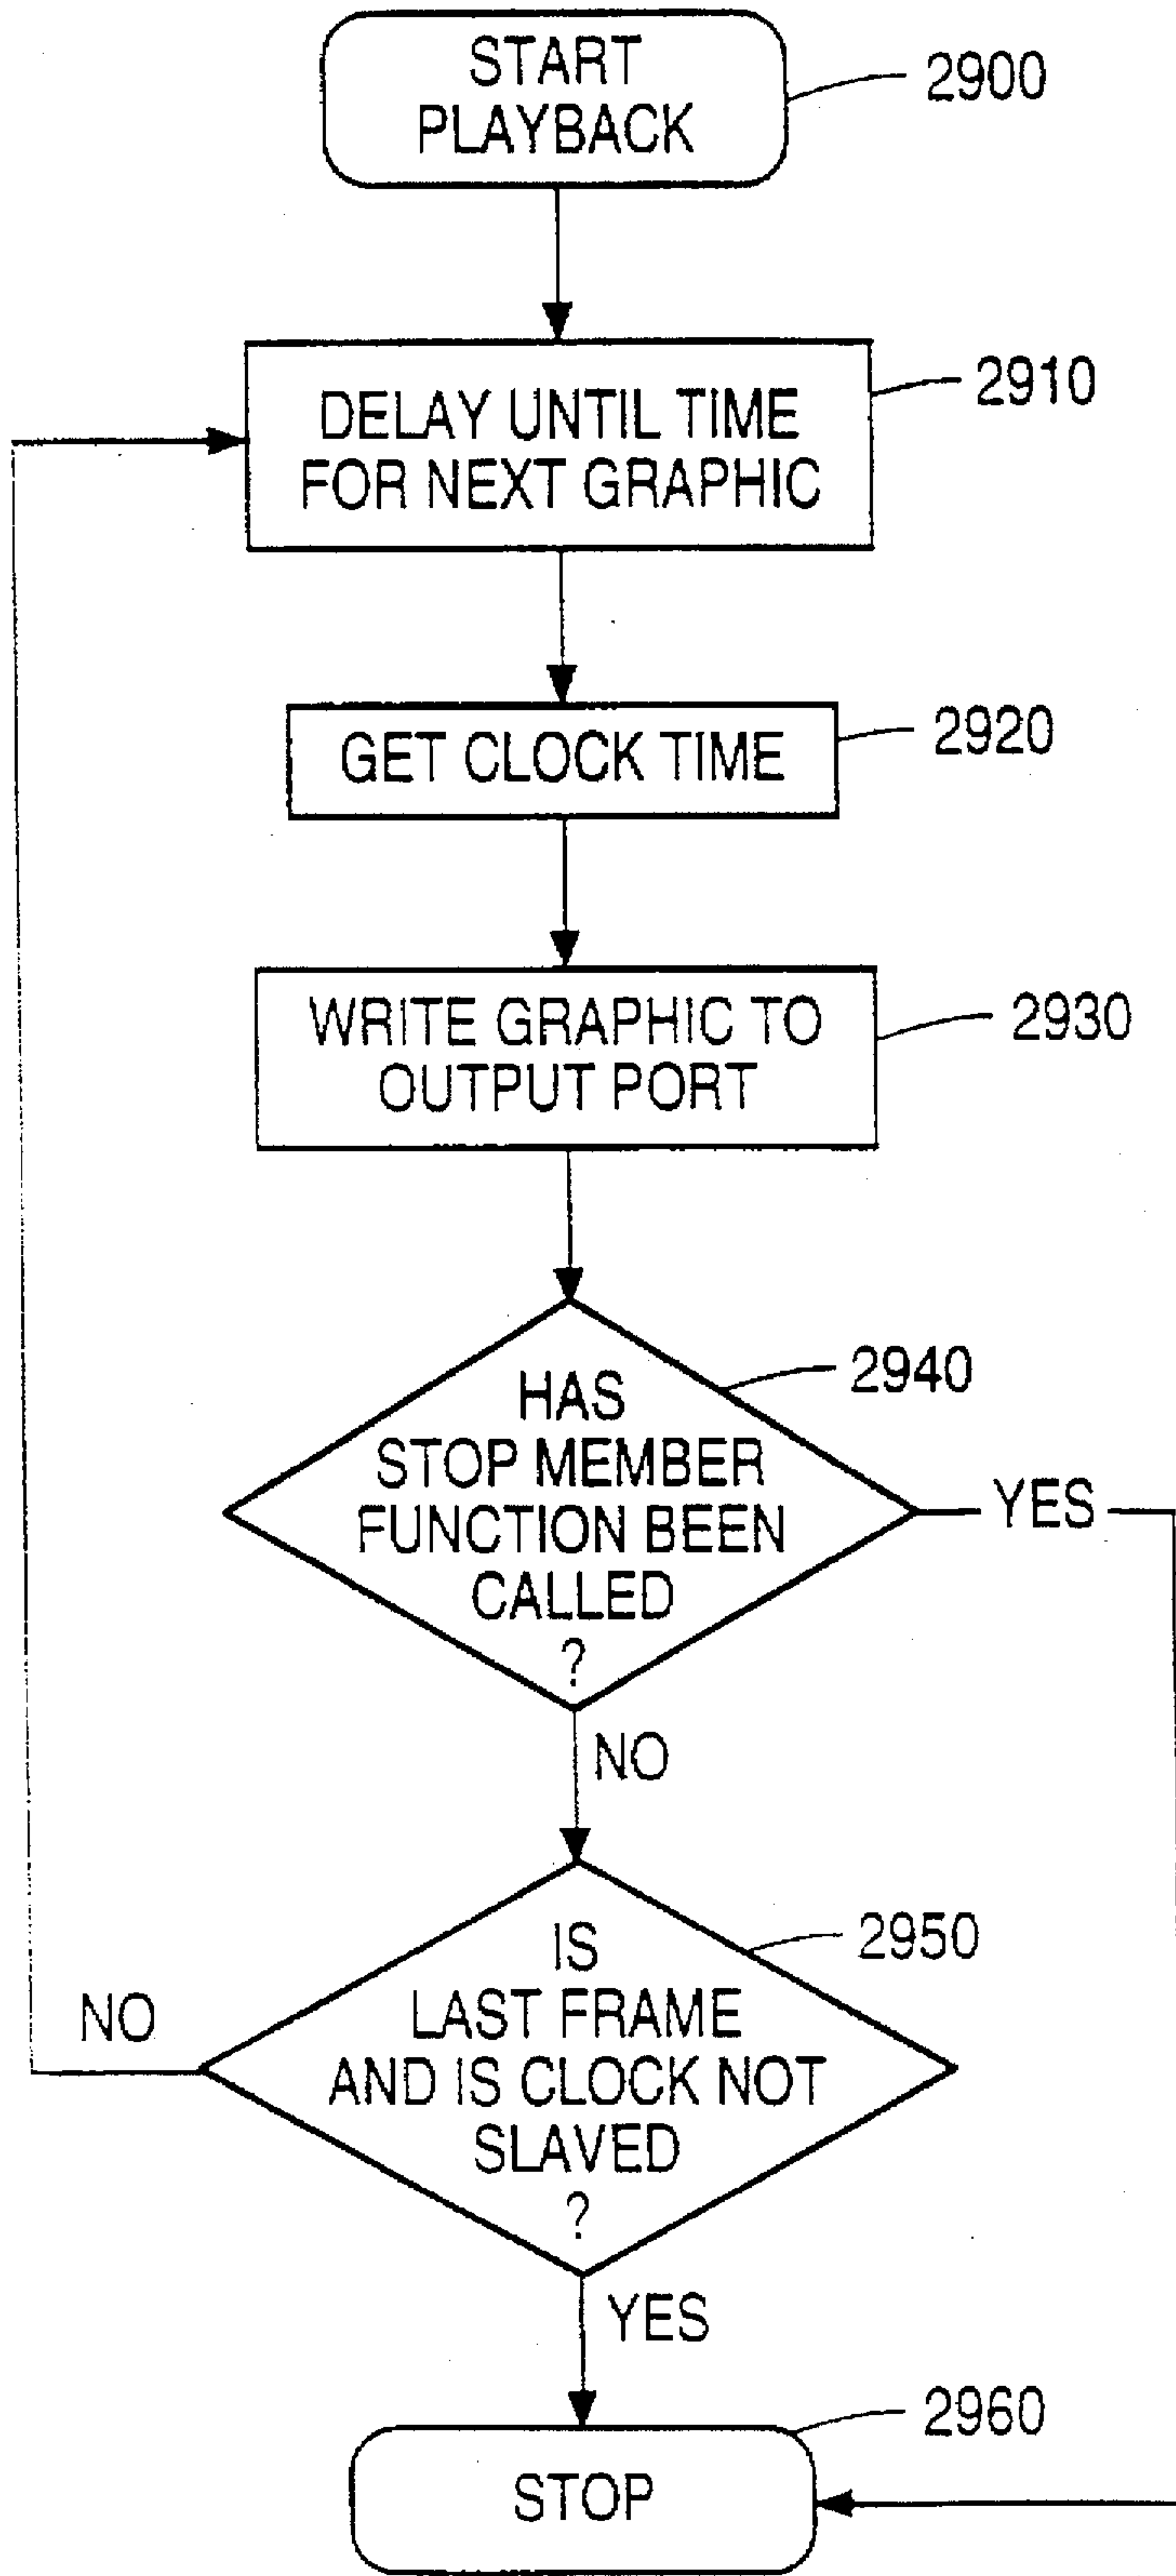 START
PLAYBACK
2900
DELAY UNTIL TIME
FOR NEXT GRAPHIC
2910
GET CLOCK TIME
2920
WRITE GRAPHIC TO
OUTPUT PORT
2930
HAS
STOP MEMBER
FUNCTION BEEN
CALLED
?
2940
YES
NO
IS
LAST FRAME
AND IS CLOCK NOT
SLAVED
?
2950
NO
YES
STOP
2960